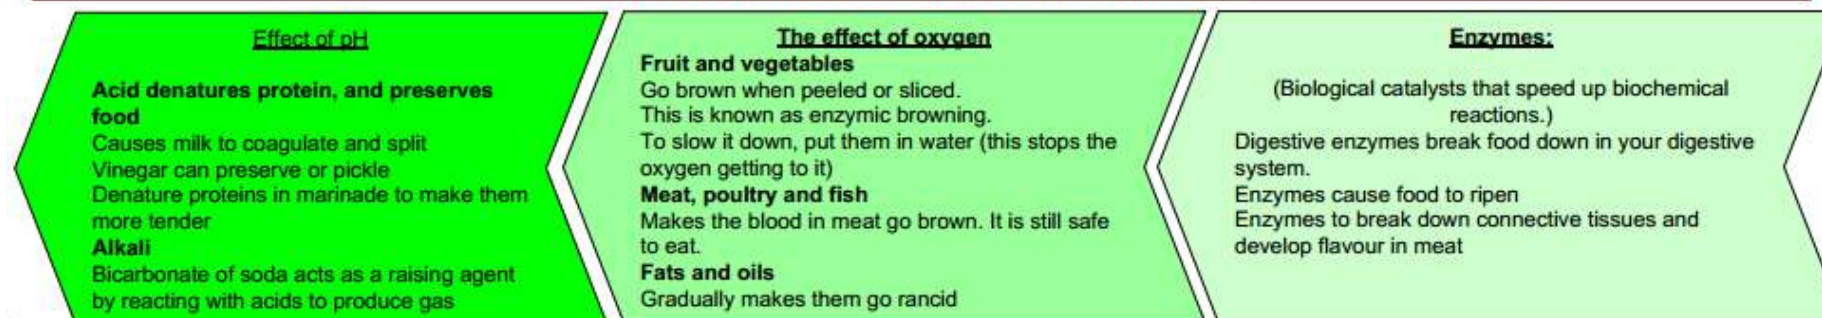 Effect of pH
Acid denatures protein, and preserves
food
Causes milk to coagulate and split
Vinegar can preserve or pickle
Denature proteins in marinade to make them
more tender
Alkali
Bicarbonate of soda acts as a raising agent
by reacting with acids to produce gas
The effect of oxygen
Fruit and vegetables
Go brown when peeled or sliced.
This is known as enzymic browning.
To slow it down, put them in water (this stops the
oxygen getting to it)
Meat, poultry and fish
Makes the blood in meat go brown. It is still safe
to eat.
Fats and oils
Gradually makes them go rancid
Enzymes:
(Biological catalysts that speed up biochemical
reactions.)
Digestive enzymes break food down in your digestive
system.
Enzymes cause food to ripen
Enzymes to break down connective tissues and
develop flavour in meat